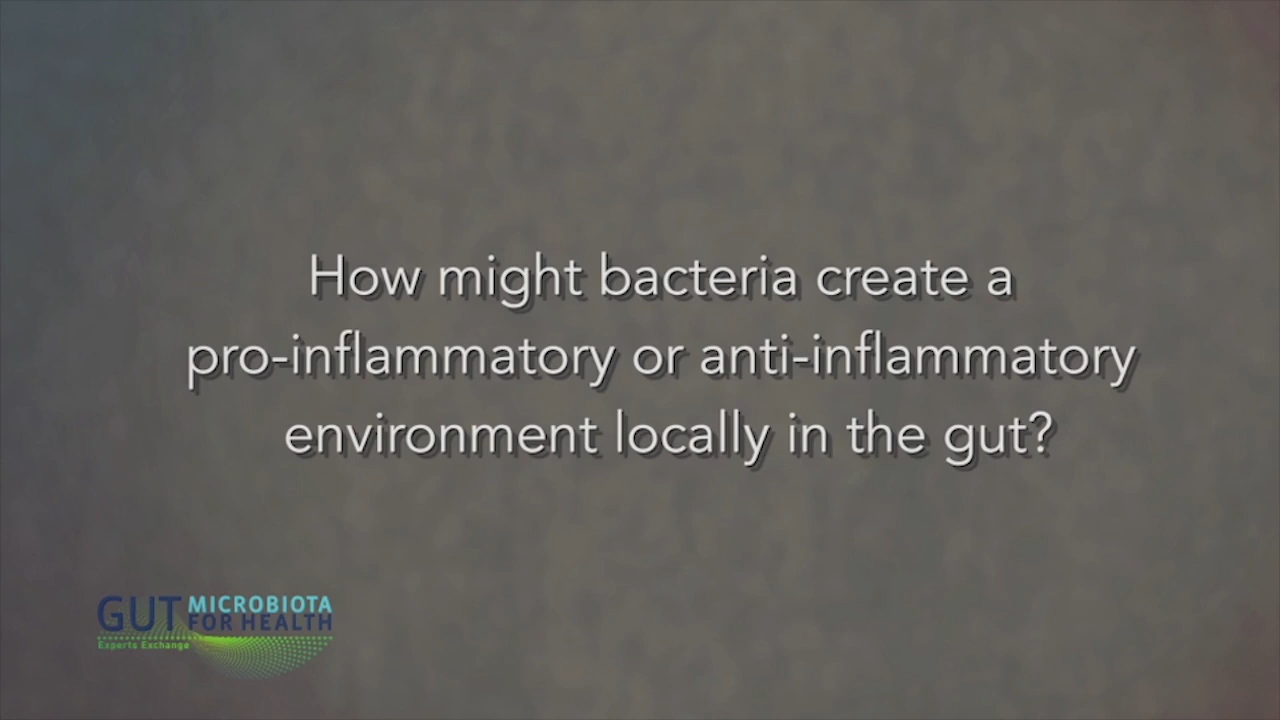 How might bacteria create a
pro-inflammatory or anti-inflammatory
environment locally in the gut?
GUT MICROBIOTA
FOR HEALTH
Experts Exchange